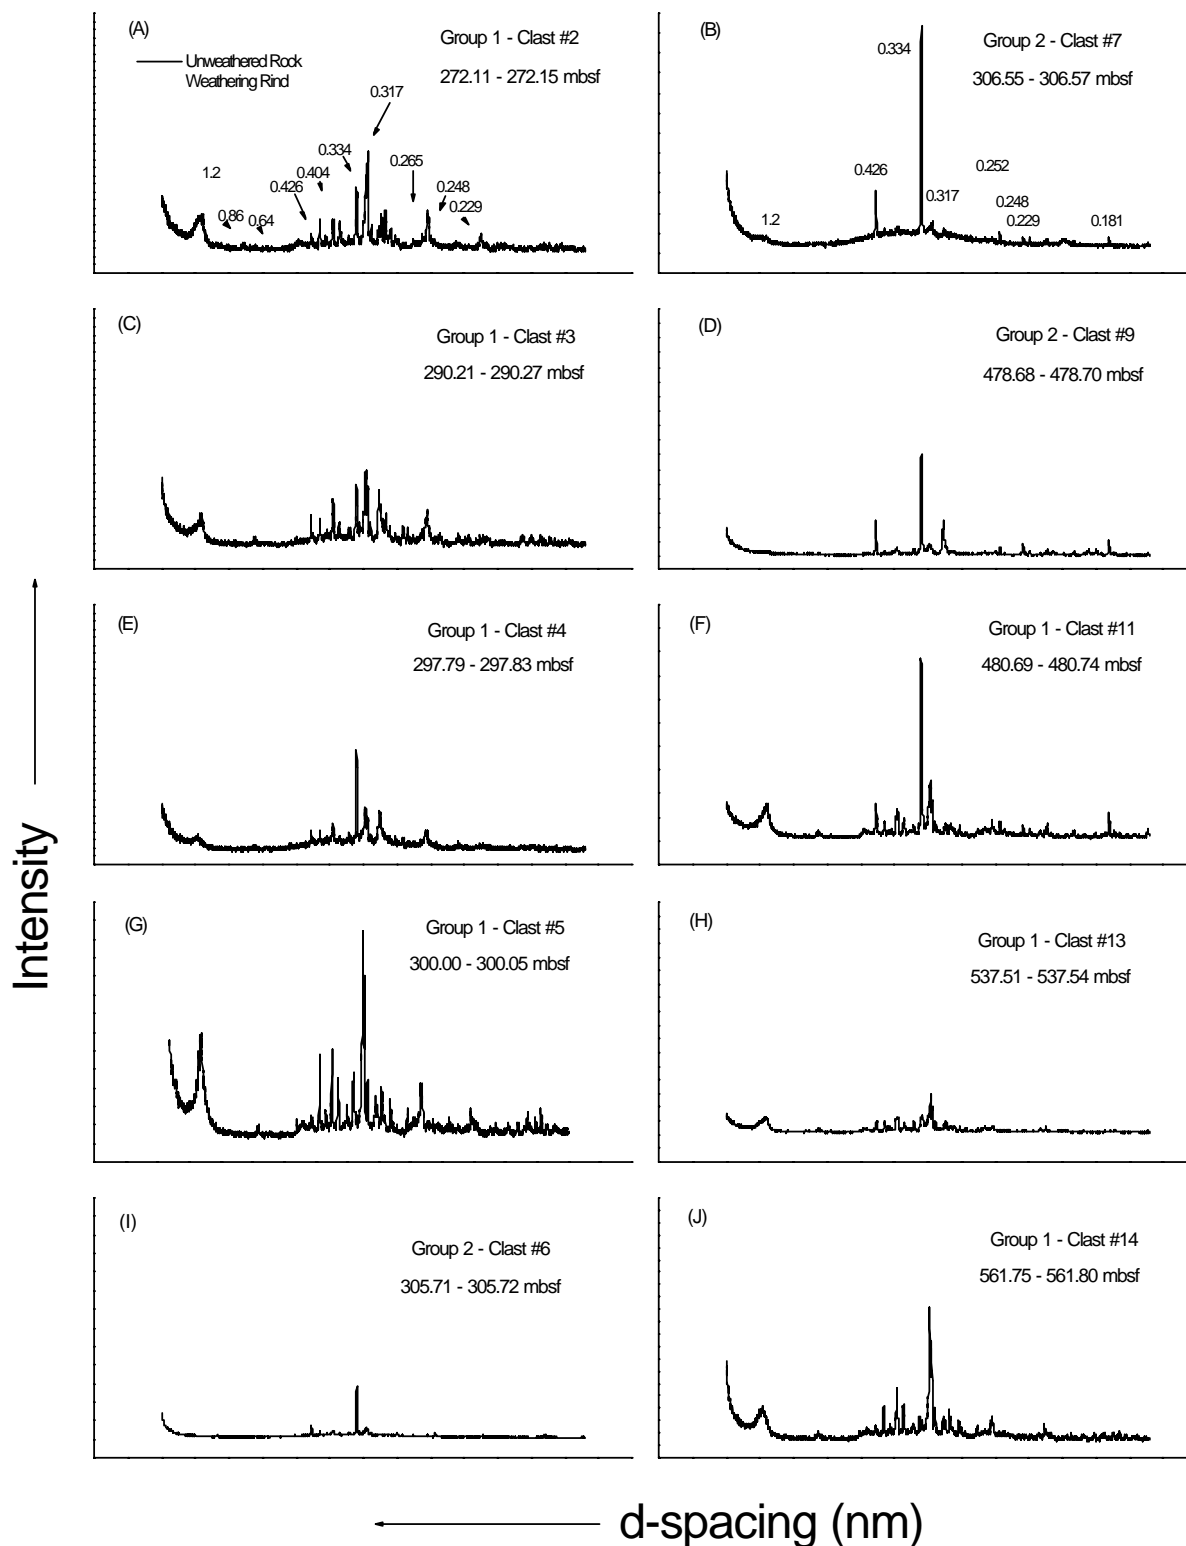 (A)
Group 1 - Clast #2
272.11 - 272.15 mbsf
Unweathered Rock
Weathering Rind
0.317
0.334
0.404
0.426
1.2
0.86
0.64
0.265
0.248
0.229
(B)
Group 2 - Clast #7
306.55 - 306.57 mbsf
0.334
0.426
0.317
1.2
0.252
0.248
0.229
0.181
(C)
Group 1 - Clast #3
290.21 - 290.27 mbsf
(D)
Group 2 - Clast #9
478.68 - 478.70 mbsf
(E)
Group 1 - Clast #4
297.79 - 297.83 mbsf
(F)
Group 1 - Clast #11
480.69 - 480.74 mbsf
(G)
Group 1 - Clast #5
300.00 - 300.05 mbsf
(H)
Group 1 - Clast #13
537.51 - 537.54 mbsf
(I)
Group 2 - Clast #6
305.71 - 305.72 mbsf
(J)
Group 1 - Clast #14
561.75 - 561.80 mbsf
Intensity
d-spacing (nm)